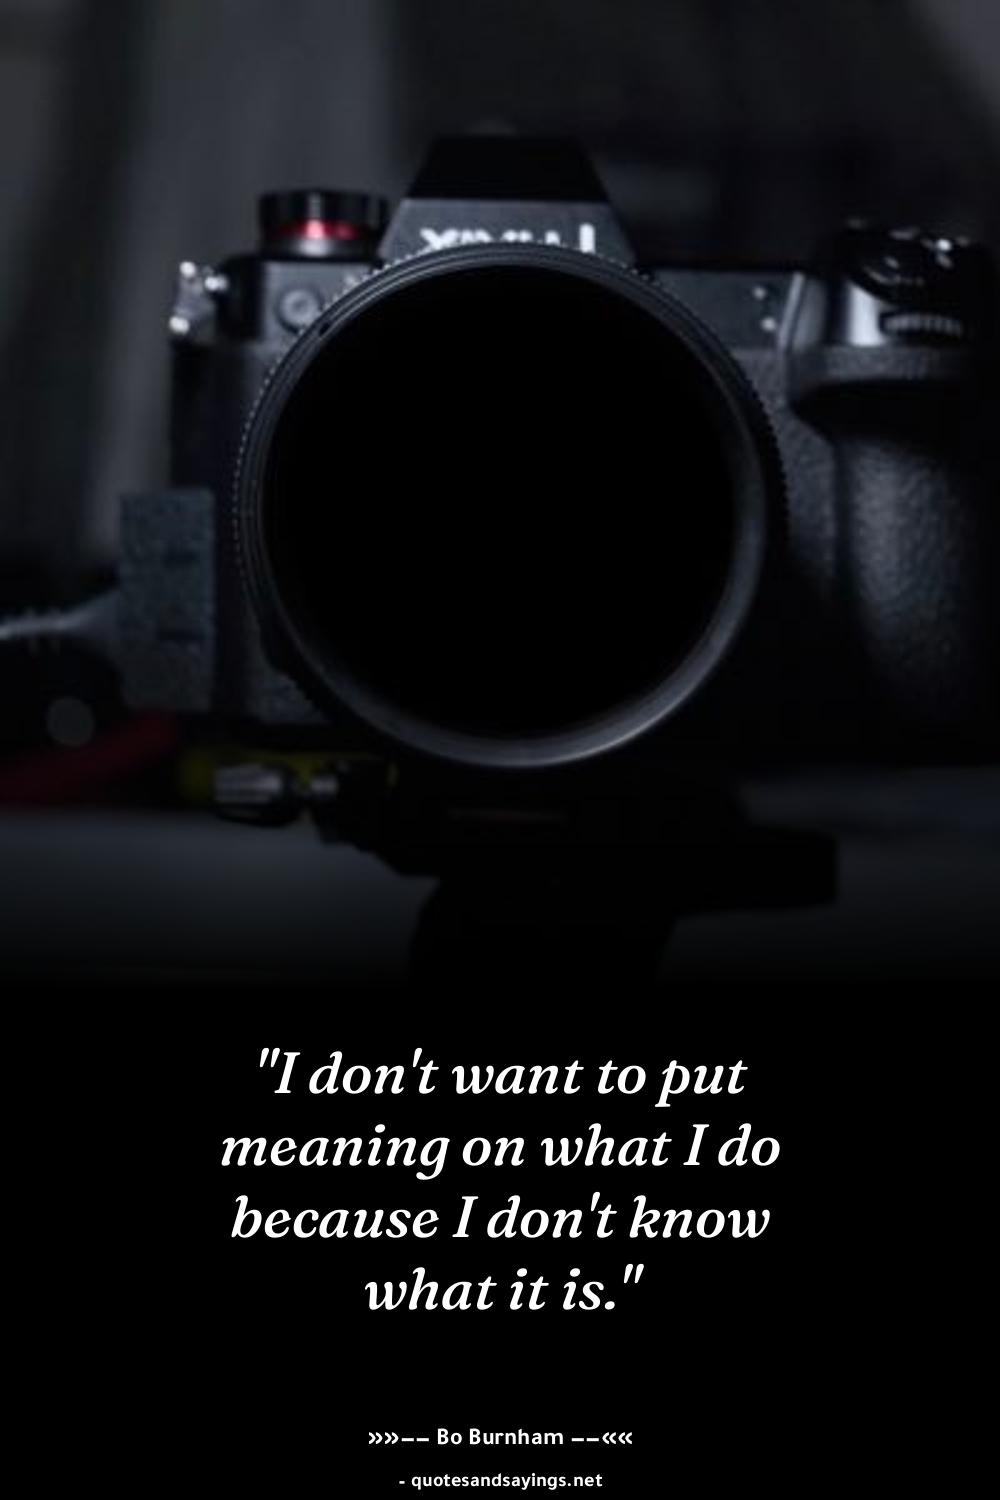 "I don't want to put
meaning on what I do
because I don't know
what it is."
»»–– Bo Burnham ––««
- quotesandsayings.net